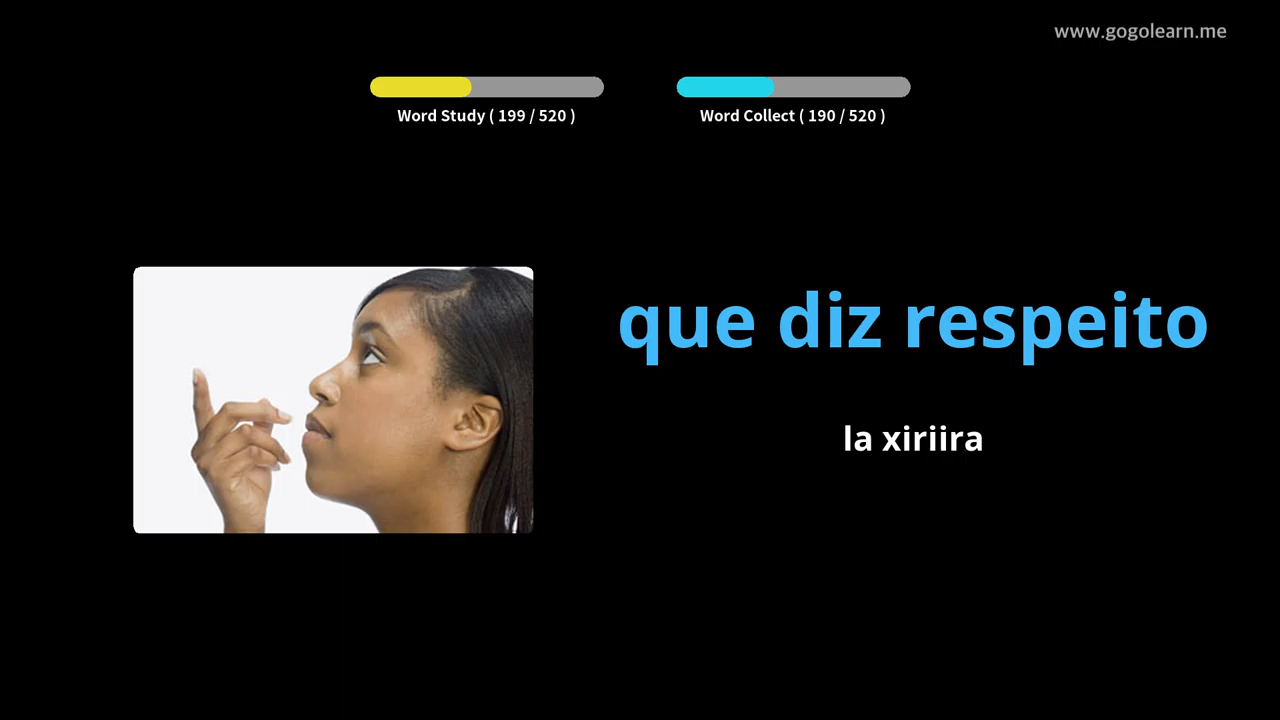 www.gogolearn.me
Word Study ( 199 / 520 )
Word Collect ( 190 / 520 )
que diz respeito
la xiriira